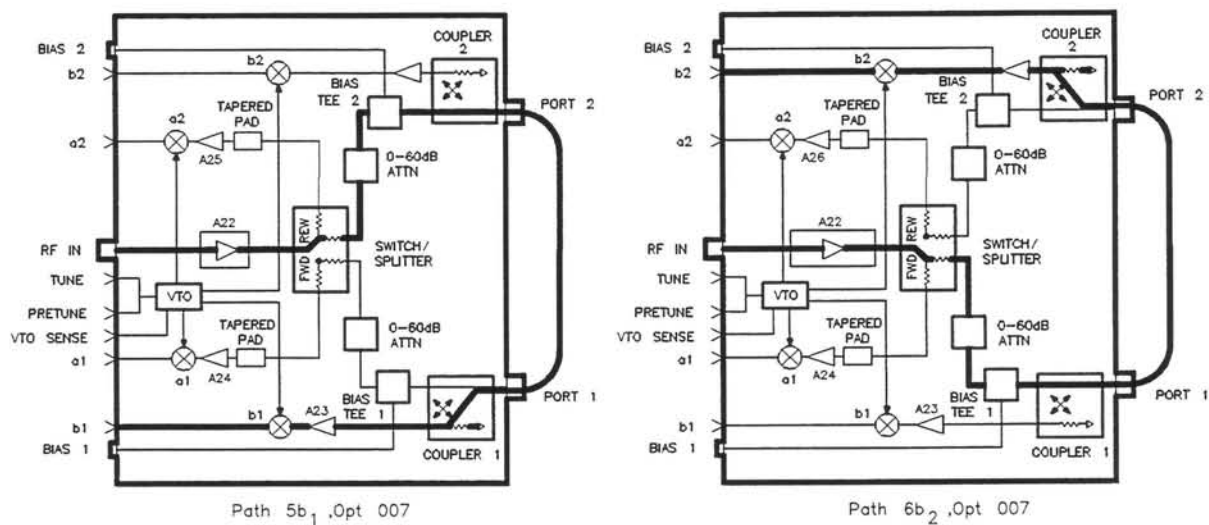 BIAS 2
b2
a2
RF IN
TUNE
PRETUNE
VTO SENSE
a1
b1
BIAS 1
b2
TAPERED
PAD
a2
A25
A22
REW
FWD
VTO
TAPERED
PAD
a1
A24
b1
A23
COUPLER
2
BIAS
TEE 2
0-60dB
ATTN
SWITCH/
SPLITTER
0-60dB
ATTN
BIAS
TEE 1
COUPLER 1
PORT 2
PORT 1
Path 5b1 ,Opt 007
BIAS 2
b2
a2
RF IN
TUNE
PRETUNE
VTO SENSE
a1
b1
BIAS 1
b2
TAPERED
PAD
a2
A26
A22
REW
FWD
VTO
TAPERED
PAD
a1
A24
b1
A23
COUPLER
2
BIAS
TEE 2
0-60dB
ATTN
SWITCH/
SPLITTER
0-60dB
ATTN
BIAS
TEE 1
COUPLER 1
PORT 2
PORT 1
Path 6b2 ,Opt 007